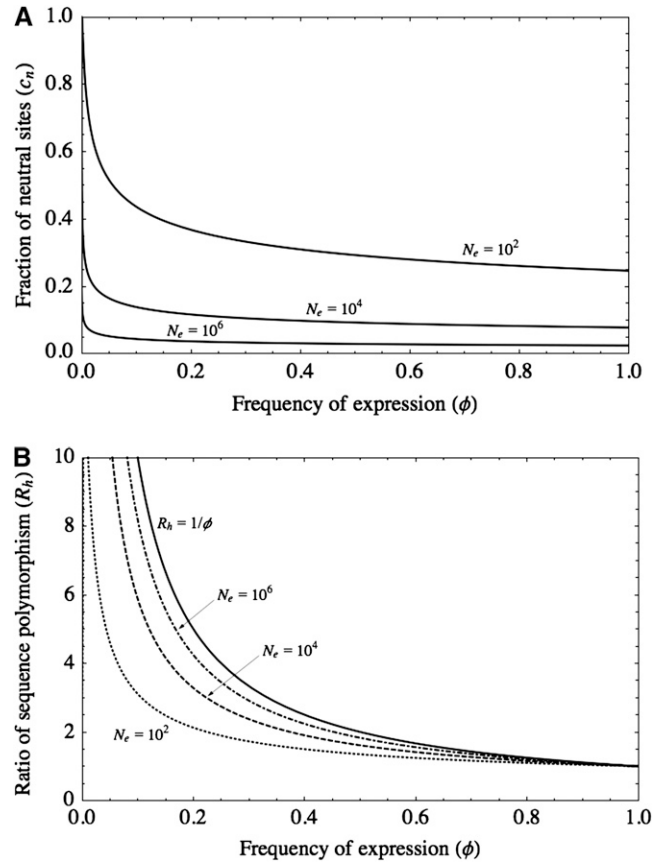 A
1.0
0.8
0.6
0.4
0.2
0.0
Fraction of neutral sites (cₙ)
Nₑ = 10²
Nₑ = 10⁴
Nₑ = 10⁶
0.0 0.2 0.4 0.6 0.8 1.0
Frequency of expression (ϕ)
B
10
8
6
4
2
0
Ratio of sequence polymorphism (Rₕ)
Rₕ = 1/ϕ
Nₑ = 10⁶
Nₑ = 10⁴
Nₑ = 10²
0.0 0.2 0.4 0.6 0.8 1.0
Frequency of expression (ϕ)